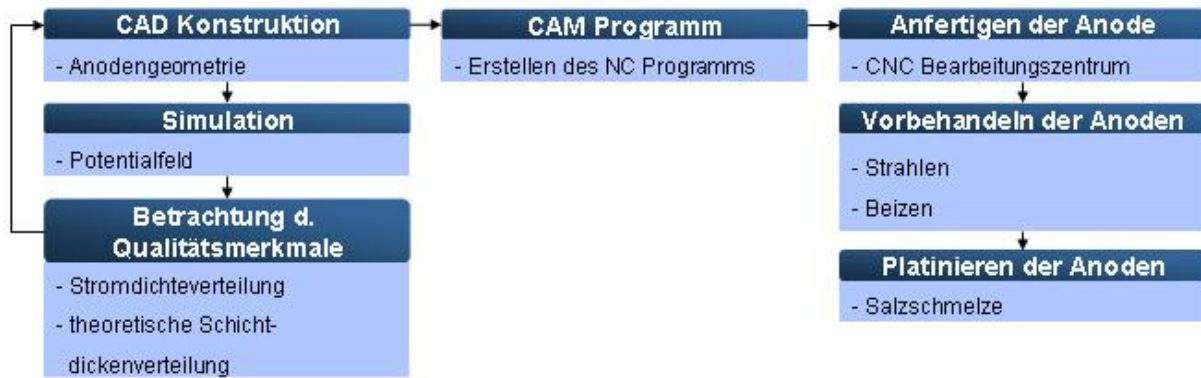 CAD Konstruktion
- Anodengeometrie
Simulation
- Potentialfeld
Betrachtung d.
Qualitätsmerkmale
- Stromdichteverteilung
- theoretische Schicht-
dickenverteilung
CAM Programm
- Erstellen des NC Programms
Anfertigen der Anode
- CNC Bearbeitungszentrum
Vorbehandeln der Anoden
- Strahlen
- Beizen
Platinieren der Anoden
- Salzschmelze